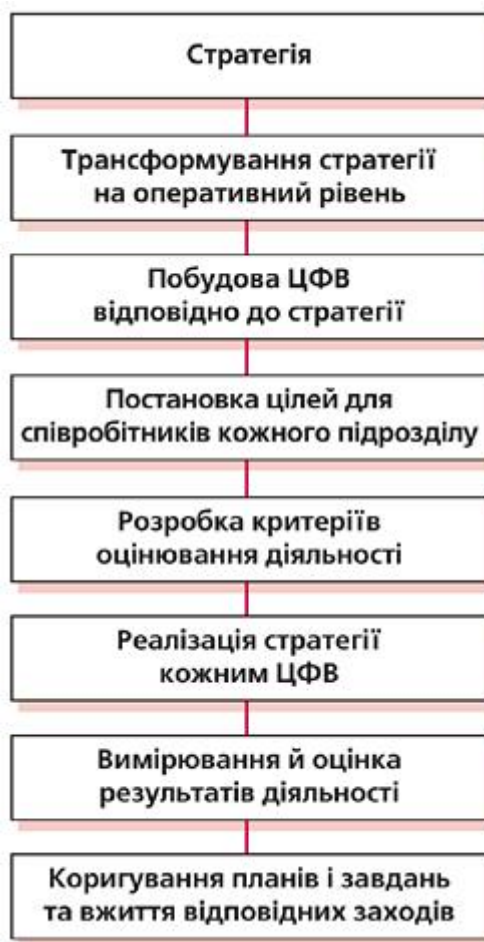 Стратегія
Трансформування стратегії
на оперативний рівень
Побудова ЦФВ
відповідно до стратегії
Постановка цілей для
співробітників кожного підрозділу
Розробка критеріїв
оцінювання діяльності
Реалізація стратегії
кожним ЦФВ
Вимірювання й оцінка
результатів діяльності
Коригування планів і завдань
та вжиття відповідних заходів